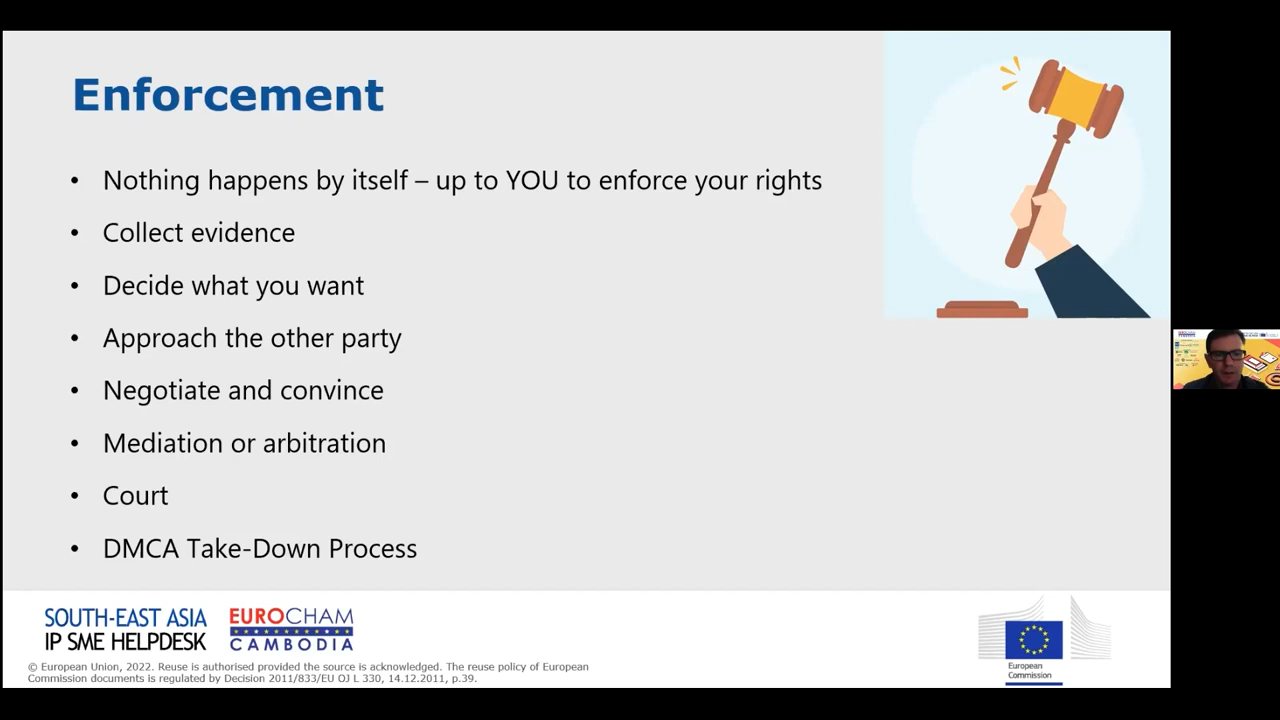 Enforcement
• Nothing happens by itself – up to YOU to enforce your rights
• Collect evidence
• Decide what you want
• Approach the other party
• Negotiate and convince
• Mediation or arbitration
• Court
• DMCA Take-Down Process
SOUTH-EAST ASIA
IP SME HELPDESK
EUROCHAM
CAMBODIA
© European Union, 2022. Reuse is authorised provided the source is acknowledged. The reuse policy of European
Commission documents is regulated by Decision 2011/833/EU OJ L 330, 14.12.2011, p.39.
European
Commission